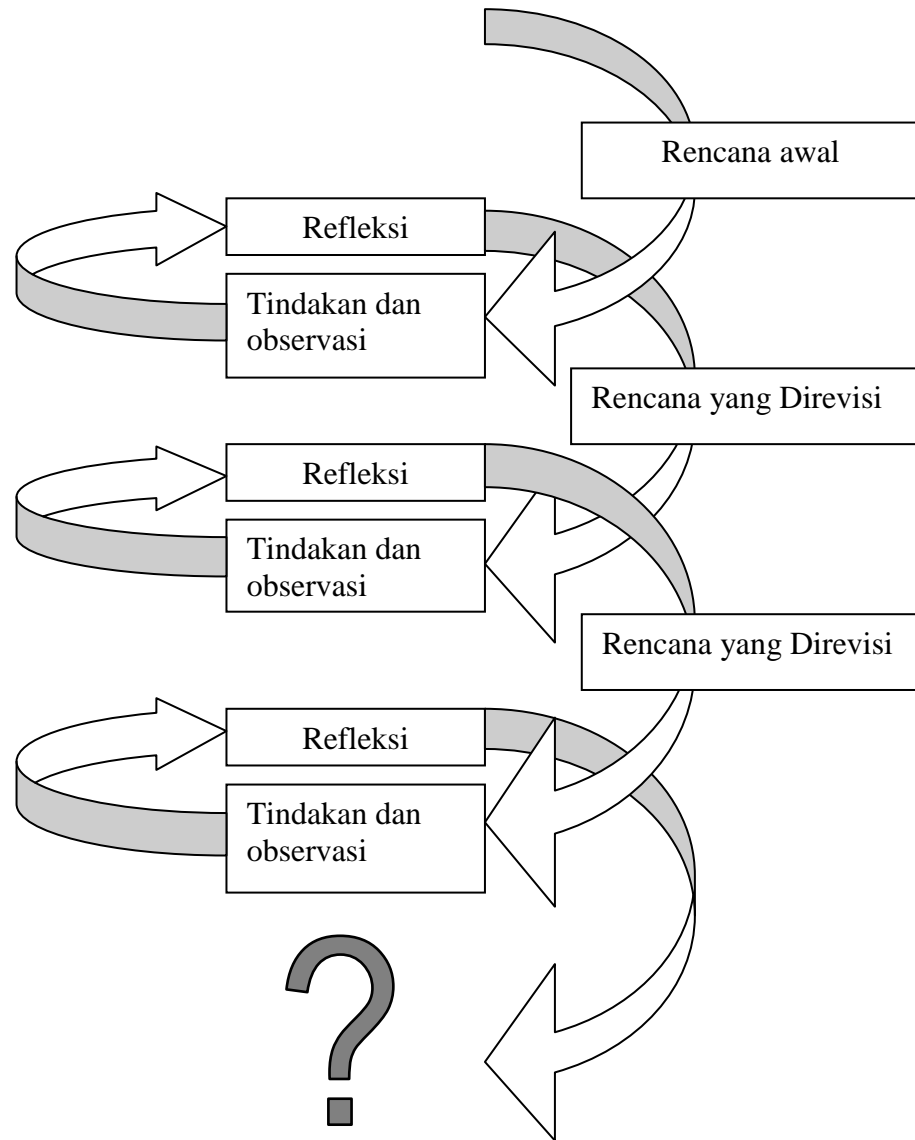 Rencana awal
Refleksi
Tindakan dan
observasi
Rencana yang Direvisi
Refleksi
Tindakan dan
observasi
Rencana yang Direvisi
Refleksi
Tindakan dan
observasi
?